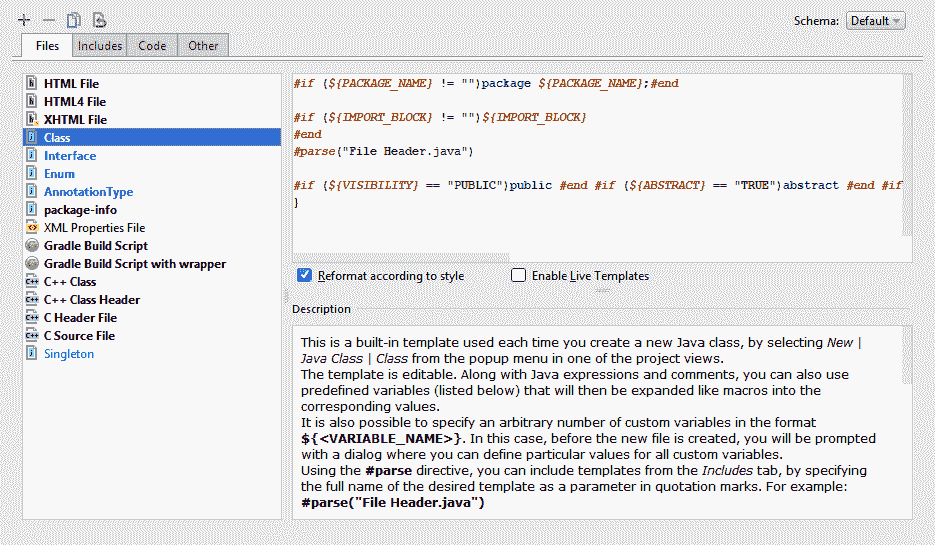 Schema: Default
Files Includes Code Other
HTML File
HTML4 File
XHTML File
Class
Interface
Enum
AnnotationType
package-info
XML Properties File
Gradle Build Script
Gradle Build Script with wrapper
C++ Class
C++ Class Header
C Header File
C Source File
Singleton
#if (${PACKAGE_NAME} != "")package ${PACKAGE_NAME};#end
#if (${IMPORT_BLOCK} != "")${IMPORT_BLOCK}
#end
#parse("File Header.java")
#if (${VISIBILITY} == "PUBLIC")public #end #if (${ABSTRACT} == "TRUE")abstract #end #if
}
Reformat according to style Enable Live Templates
Description
This is a built-in template used each time you create a new Java class, by selecting New |
Java Class | Class from the popup menu in one of the project views.
The template is editable. Along with Java expressions and comments, you can also use
predefined variables (listed below) that will then be expanded like macros into the
corresponding values.
It is also possible to specify an arbitrary number of custom variables in the format
${<VARIABLE_NAME>}. In this case, before the new file is created, you will be prompted
with a dialog where you can define particular values for all custom variables.
Using the #parse directive, you can include templates from the Includes tab, by specifying
the full name of the desired template as a parameter in quotation marks. For example:
#parse("File Header.java")